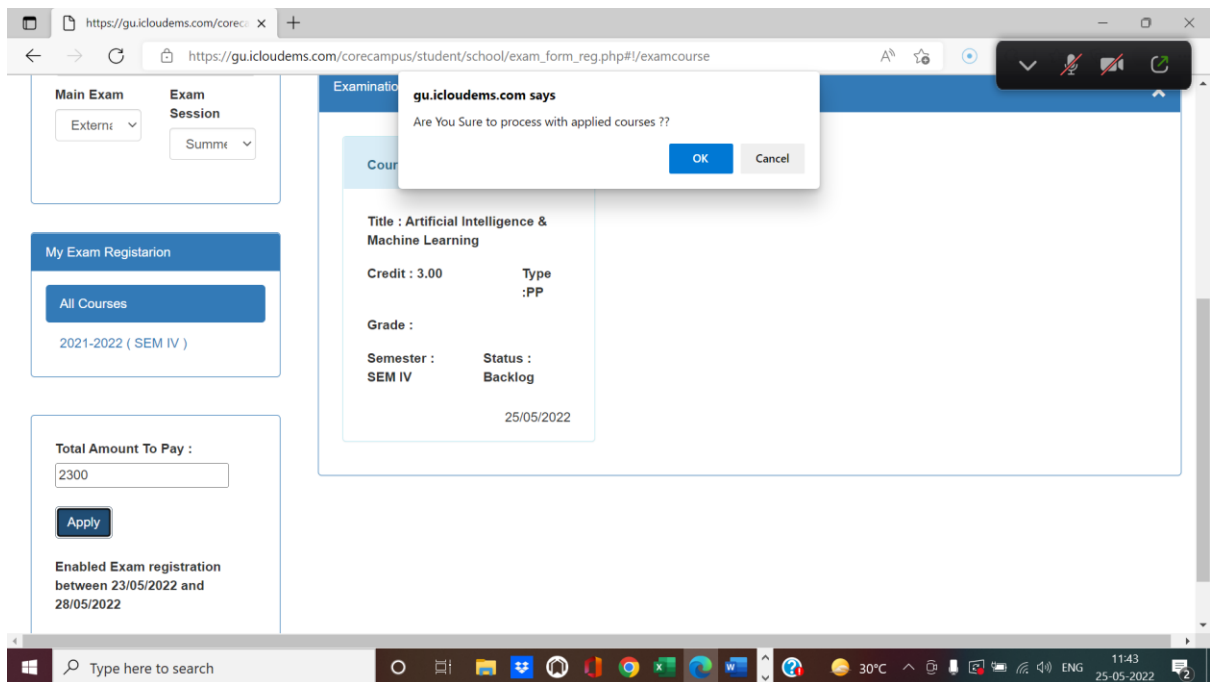 https://gu.icloudems.com/corec
https://gu.icloudems.com/corecampus/student/school/exam_form_reg.php#!/examcourse
Main Exam
Exam
Session
Externa
Summe
My Exam Registarion
All Courses
2021-2022 ( SEM IV )
Total Amount To Pay :
2300
Apply
Enabled Exam registration
between 23/05/2022 and
28/05/2022
Examinatio
gu.icloudems.com says
Are You Sure to process with applied courses ??
OK
Cancel
Cour
Title : Artificial Intelligence &
Machine Learning
Credit : 3.00
Type
:PP
Grade :
Semester :
SEM IV
Status :
Backlog
25/05/2022
Type here to search
30°C
ENG
11:43
25-05-2022
2